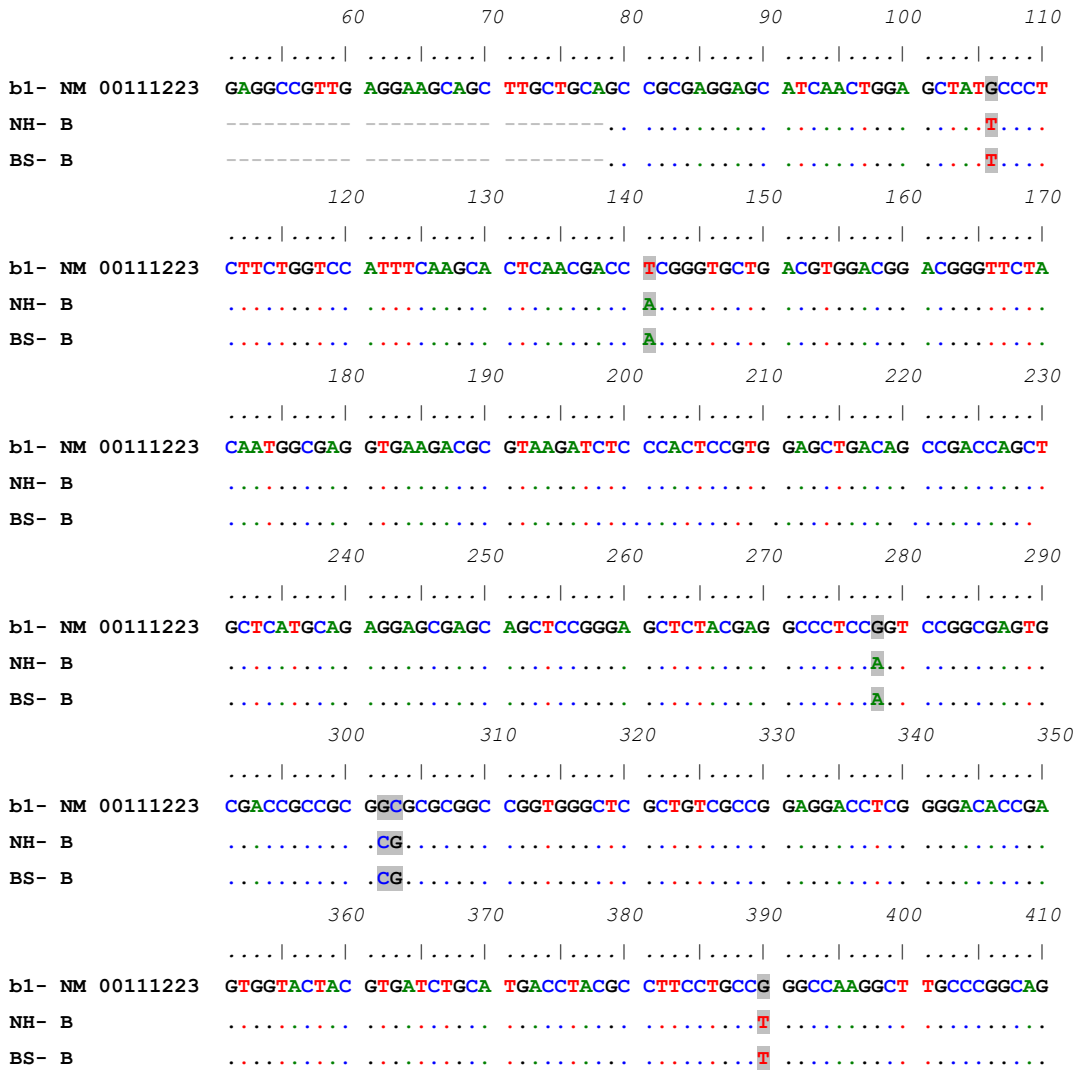 60 70 80 90 100 110
....|....| ....|....| ....|....| ....|....| ....|....| ....|....|
b1- NM 00111223 GAGGCCGTTG AGGAAGCAGC TTGCTGCAGC CGCGAGGAGC ATCAACTGGA GCTATGCCCT
NH- B ---------- ---------- --------.. .......... .......... .....T....
BS- B ---------- ---------- --------.. .......... .......... .....T....
120 130 140 150 160 170
....|....| ....|....| ....|....| ....|....| ....|....| ....|....|
b1- NM 00111223 CTTCTGGTCC ATTTCAAGCA CTCAACGACC TCGGGTGCTG ACGTGGACGG ACGGGTTCTA
NH- B .......... .......... .......... A......... .......... ..........
BS- B .......... .......... .......... A......... .......... ..........
180 190 200 210 220 230
....|....| ....|....| ....|....| ....|....| ....|....| ....|....|
b1- NM 00111223 CAATGGCGAG GTGAAGACGC GTAAGATCTC CCACTCCGTG GAGCTGACAG CCGACCAGCT
NH- B .......... .......... .......... .......... .......... ..........
BS- B .......... .......... ................... .......... ..........
240 250 260 270 280 290
....|....| ....|....| ....|....| ....|....| ....|....| ....|....|
b1- NM 00111223 GCTCATGCAG AGGAGCGAGC AGCTCCGGGA GCTCTACGAG GCCCTCCGGT CCGGCGAGTG
NH- B .......... .......... .......... .......... .......A.. ..........
BS- B .......... .......... .......... .......... .......A.. ..........
300 310 320 330 340 350
....|....| ....|....| ....|....| ....|....| ....|....| ....|....|
b1- NM 00111223 CGACCGCCGC GGCGCGCGGC CGGTGGGCTC GCTGTCGCCG GAGGACCTCG GGGACACCGA
NH- B .......... .CG....... .......... .......... .......... ..........
BS- B .......... .CG....... .......... .......... .......... ..........
360 370 380 390 400 410
....|....| ....|....| ....|....| ....|....| ....|....| ....|....|
b1- NM 00111223 GTGGTACTAC GTGATCTGCA TGACCTACGC CTTCCTGCCG GGCCAAGGCT TGCCCGGCAG
NH- B .......... .......... .......... .........T .......... ..........
BS- B .......... .......... .......... .........T .......... ..........